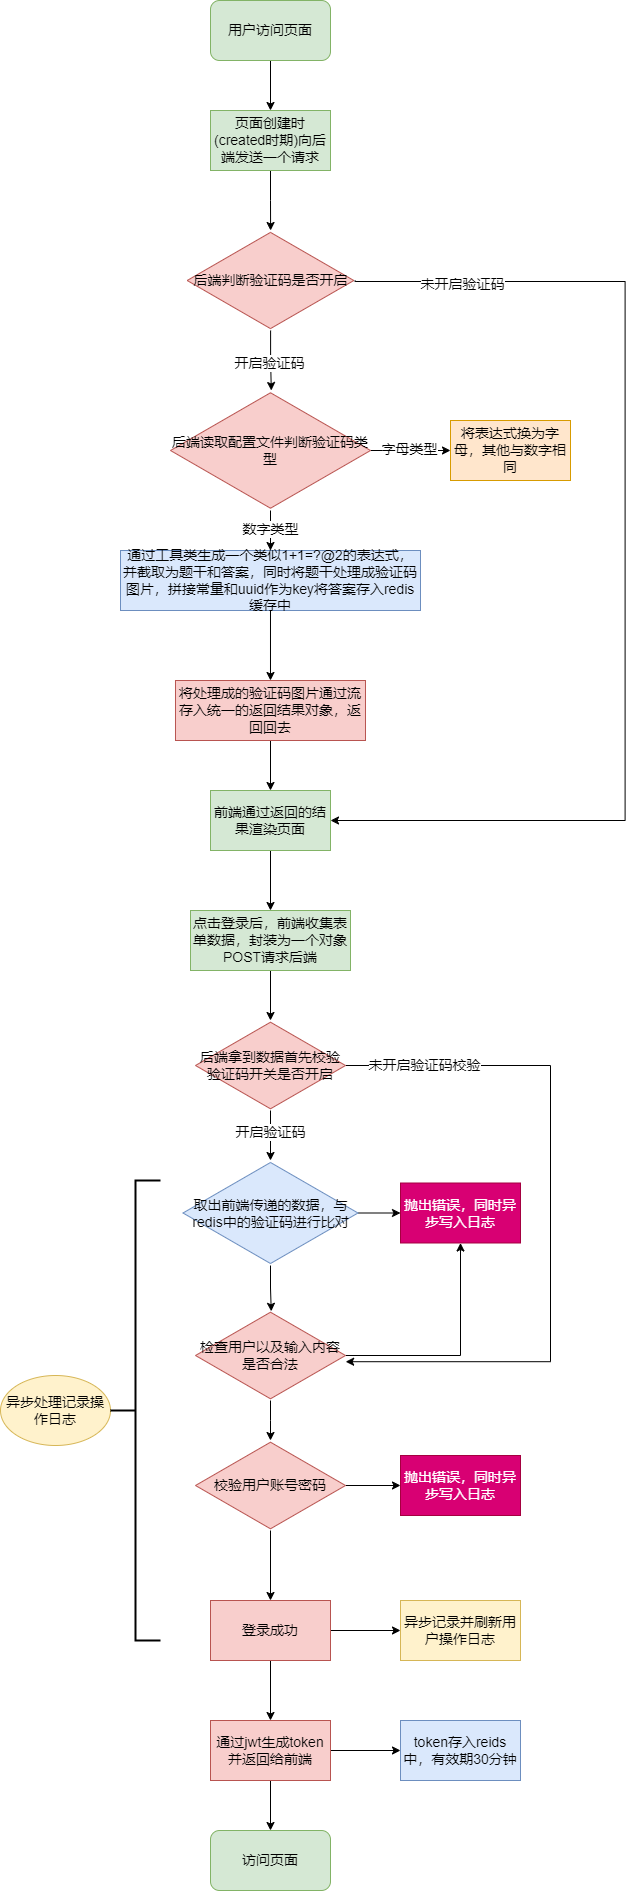 用户访问页面
页面创建时
(created时期)向后
端发送一个请求
后端判断验证码是否开启
未开启验证码
开启验证码
后端读取配置文件判断验证码类
型
字母类型
将表达式换为字
母，其他与数字相
同
数字类型
通过工具类生成一个类似1+1=?@2的表达式，
并截取为题干和答案，同时将题干处理成验证码
图片，拼接常量和uuid作为key将答案存入redis
缓存中
将处理成的验证码图片通过流
存入统一的返回结果对象，返
回回去
前端通过返回的结
果渲染页面
点击登录后，前端收集表
单数据，封装为一个对象
POST请求后端
后端拿到数据首先校验
验证码开关是否开启
未开启验证码校验
开启验证码
取出前端传递的数据，与
redis中的验证码进行比对
抛出错误，同时异
步写入日志
检查用户以及输入内容
是否合法
异步处理记录操
作日志
校验用户账号密码
抛出错误，同时异
步写入日志
登录成功
异步记录并刷新用
户操作日志
通过jwt生成token
并返回给前端
token存入reids
中，有效期30分钟
访问页面